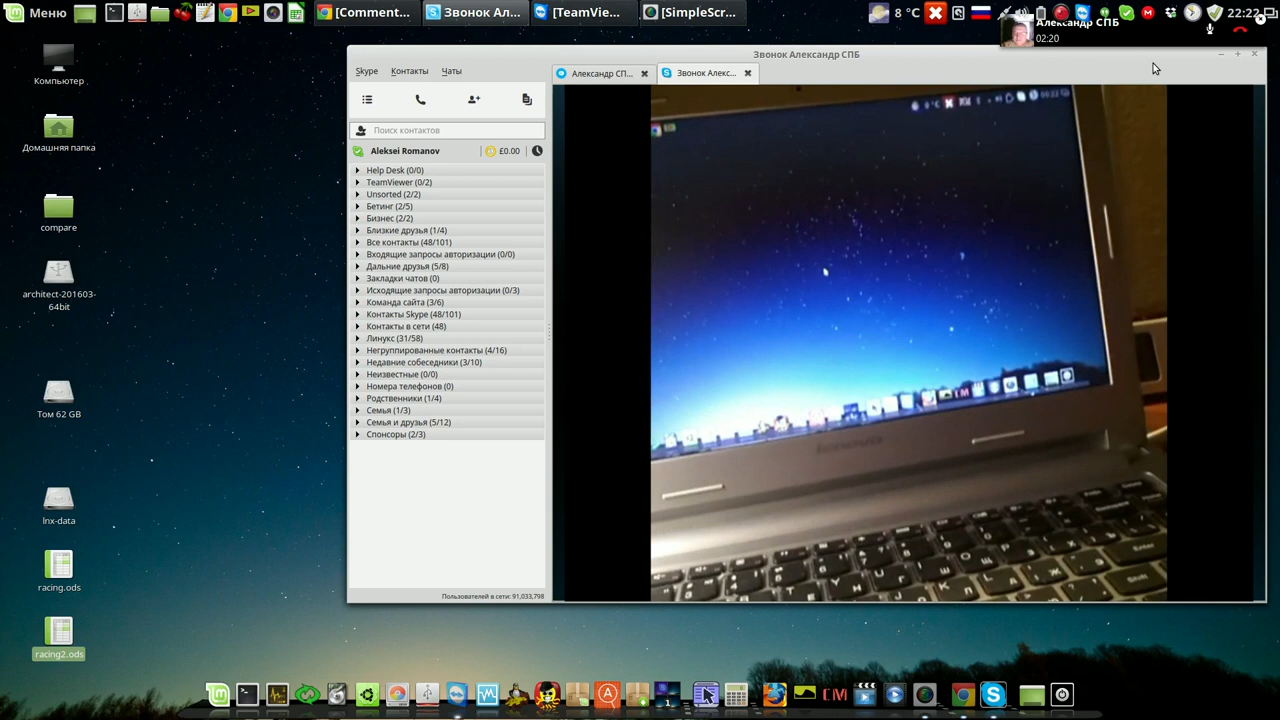 Меню
[Comment...
Звонок Ал...
[TeamVie...
[SimpleScr...
8 °C
22:22
Александр СПБ
02:20
Компьютер
Домашняя папка
compare
architect-201603-
64bit
Том 62 GB
lnx-data
racing.ods
racing2.ods
Звонок Александр СПБ
Skype Контакты Чаты
Александр СП...
Звонок Алекс...
Поиск контактов
Aleksei Romanov £0.00
Help Desk (0/0)
TeamViewer (0/2)
Unsorted (2/2)
Бетинг (2/5)
Бизнес (2/2)
Близкие друзья (1/4)
Все контакты (48/101)
Входящие запросы авторизации (0/0)
Дальние друзья (5/8)
Закладки чатов (0)
Исходящие запросы авторизации (0/3)
Команда сайта (3/6)
Контакты Skype (48/101)
Контакты в сети (48)
Линукс (31/58)
Негруппированные контакты (4/16)
Недавние собеседники (3/10)
Неизвестные (0/0)
Номера телефонов (0)
Родственники (1/4)
Семья (1/3)
Семья и друзья (5/12)
Спонсоры (2/3)
Пользователей в сети: 91,033,798
lenovo
Enter
Shift
CM